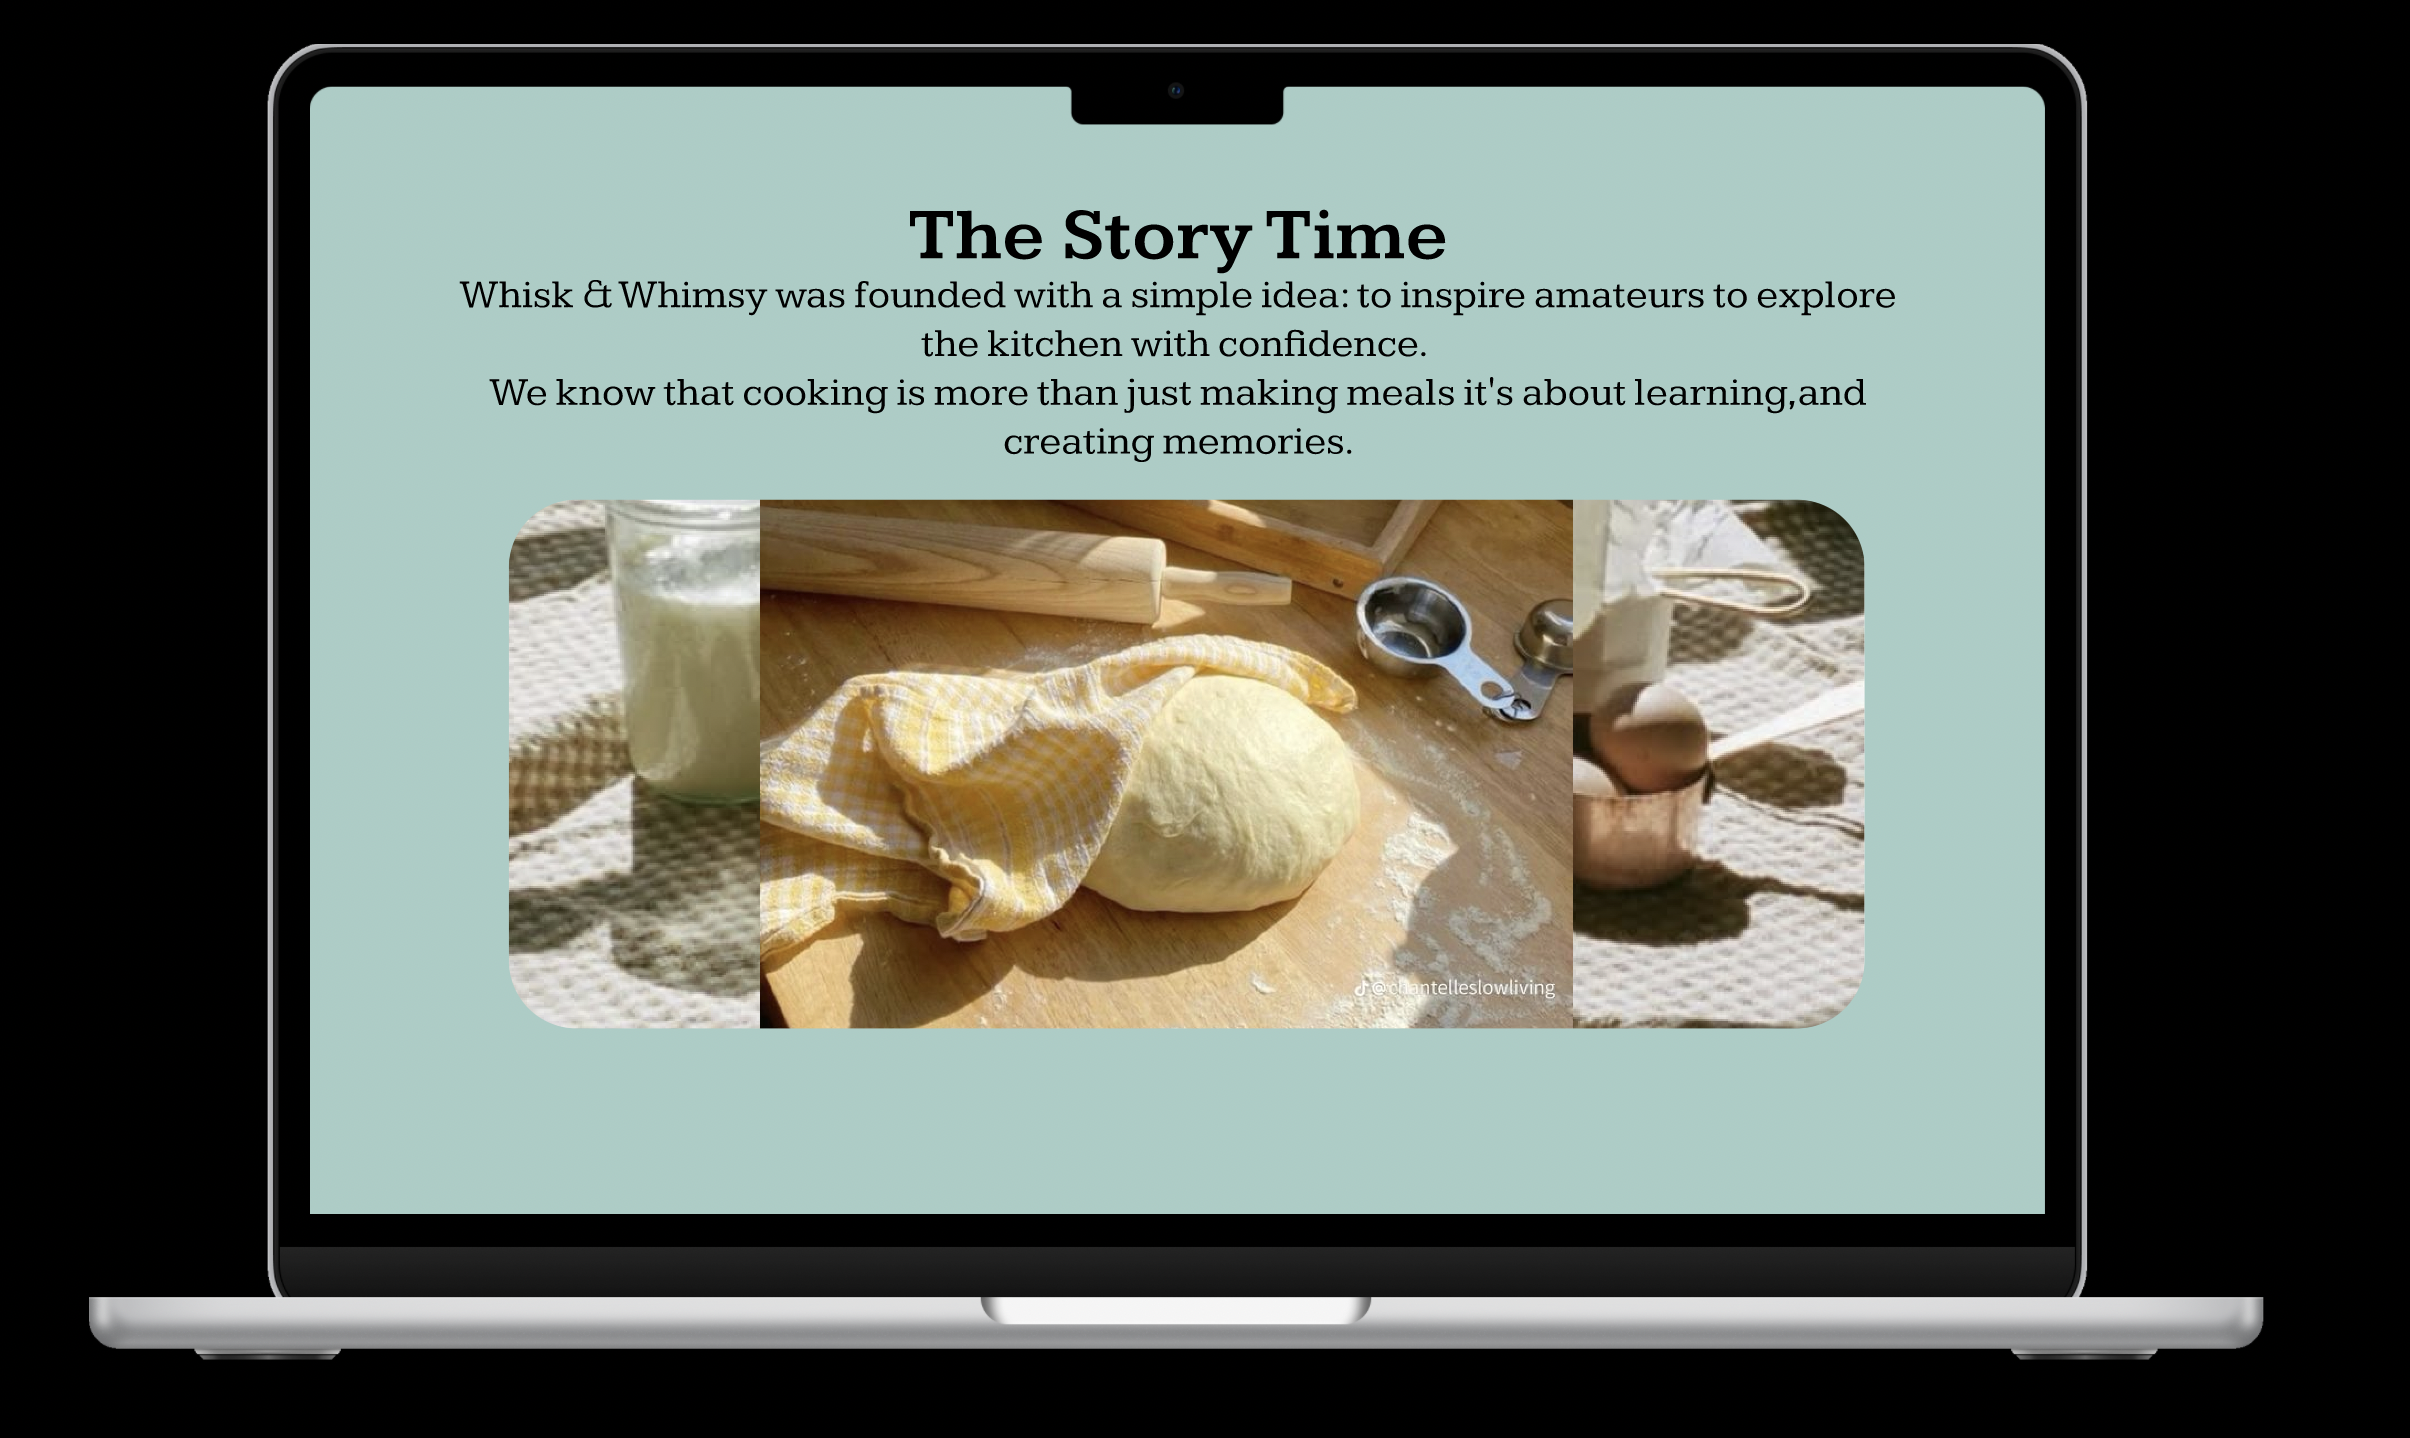 The Story Time
Whisk & Whimsy was founded with a simple idea: to inspire amateurs to explore
the kitchen with confidence.
We know that cooking is more than just making meals it's about learning,and
creating memories.
@chantelleslowliving